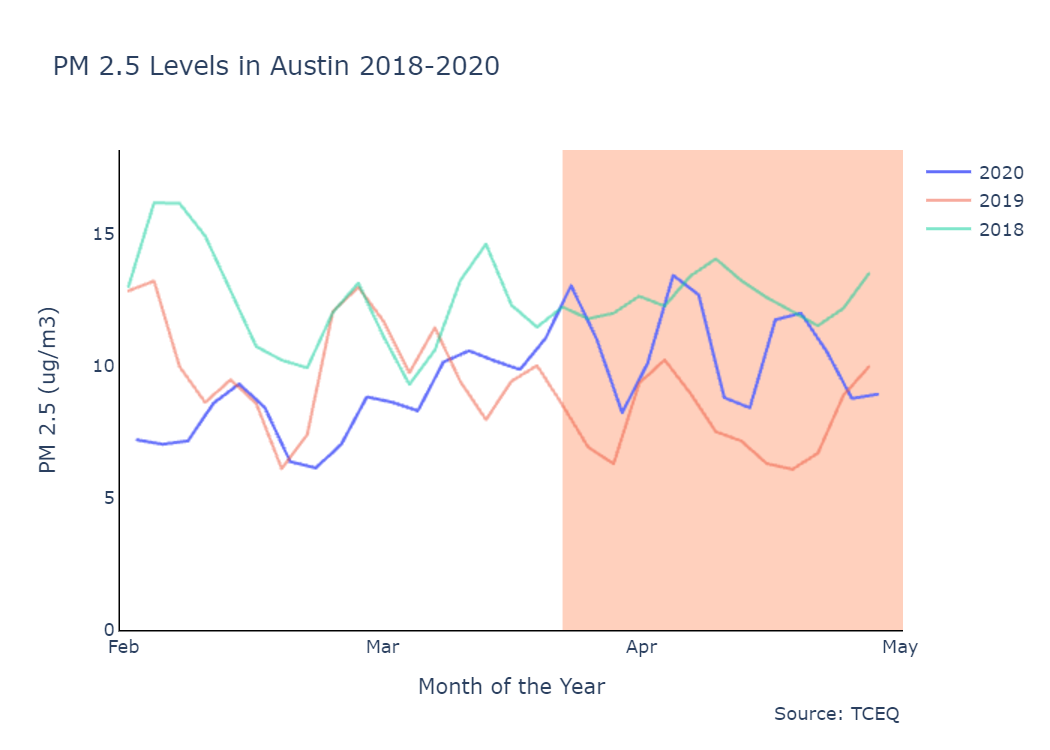 PM 2.5 Levels in Austin 2018-2020
2020
2019
2018
15
10
5
0
PM 2.5 (ug/m3)
Feb Mar Apr May
Month of the Year
Source: TCEQ